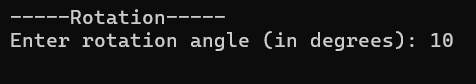 -----Rotation-----
Enter rotation angle (in degrees): 10